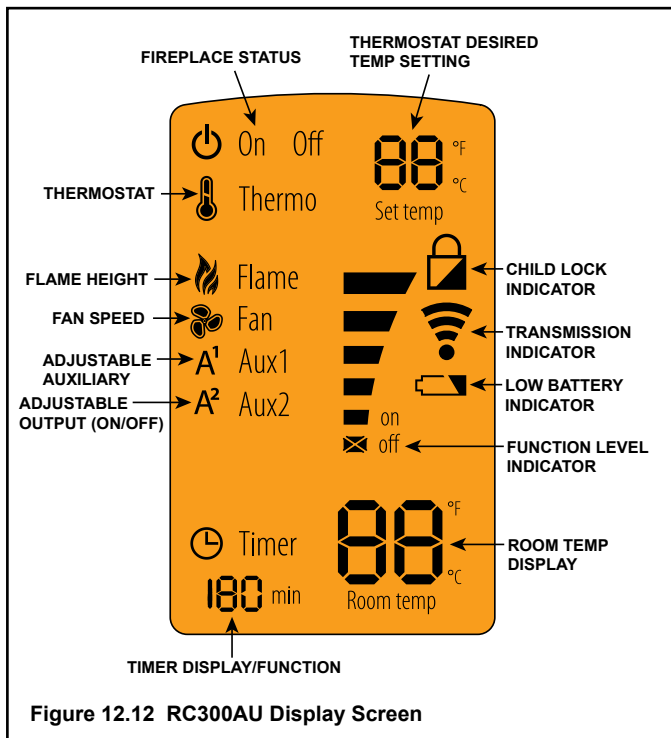 FIREPLACE STATUS
THERMOSTAT DESIRED
TEMP SETTING
On Off
88 °F
°C
Set temp
THERMOSTAT
Thermo
FLAME HEIGHT
Flame
FAN SPEED
Fan
ADJUSTABLE
AUXILIARY
A¹ Aux1
ADJUSTABLE
OUTPUT (ON/OFF)
A² Aux2
on
off
CHILD LOCK
INDICATOR
TRANSMISSION
INDICATOR
LOW BATTERY
INDICATOR
FUNCTION LEVEL
INDICATOR
Timer
180 min
88 °F
°C
Room temp
ROOM TEMP
DISPLAY
TIMER DISPLAY/FUNCTION
Figure 12.12 RC300AU Display Screen